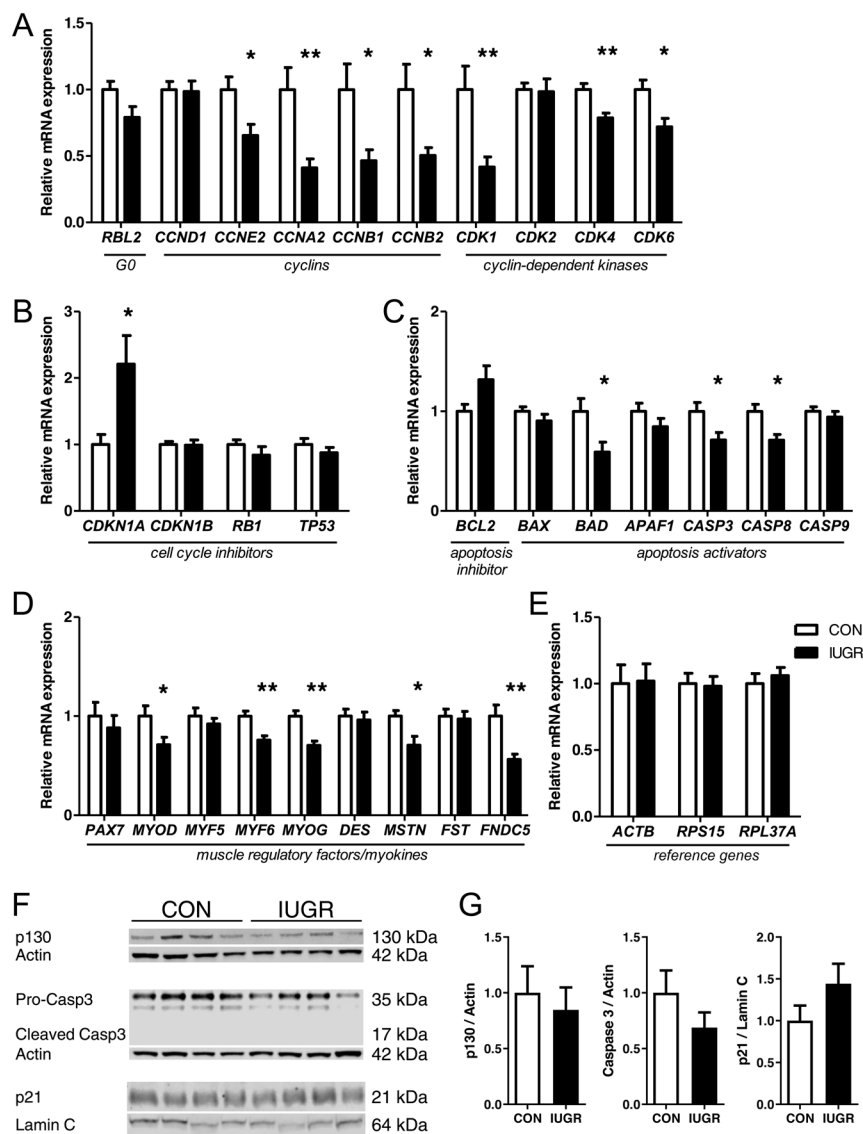 A
Relative mRNA expression
1.5
1.0
0.5
0.0
* ** * * ** ** *
RBL2 CCND1 CCNE2 CCNA2 CCNB1 CCNB2 CDK1 CDK2 CDK4 CDK6
G0 cyclins cyclin-dependent kinases
B
Relative mRNA expression
3
2
1
0
*
CDKN1A CDKN1B RB1 TP53
cell cycle inhibitors
C
Relative mRNA expression
2
1
0
* * *
BCL2 BAX BAD APAF1 CASP3 CASP8 CASP9
apoptosis apoptosis activators
inhibitor
D
Relative mRNA expression
2
1
0
* ** ** * **
PAX7 MYOD MYF5 MYF6 MYOG DES MSTN FST FNDC5
muscle regulatory factors/myokines
E
Relative mRNA expression
1.5
1.0
0.5
0.0
CON
IUGR
ACTB RPS15 RPL37A
reference genes
F
CON IUGR
p130 130 kDa
Actin 42 kDa
Pro-Casp3 35 kDa
Cleaved Casp3 17 kDa
Actin 42 kDa
p21 21 kDa
Lamin C 64 kDa
G
p130 / Actin
1.5
1.0
0.5
0.0
CON IUGR
Caspase 3 / Actin
1.5
1.0
0.5
0.0
CON IUGR
p21 / Lamin C
2.0
1.5
1.0
0.5
0.0
CON IUGR